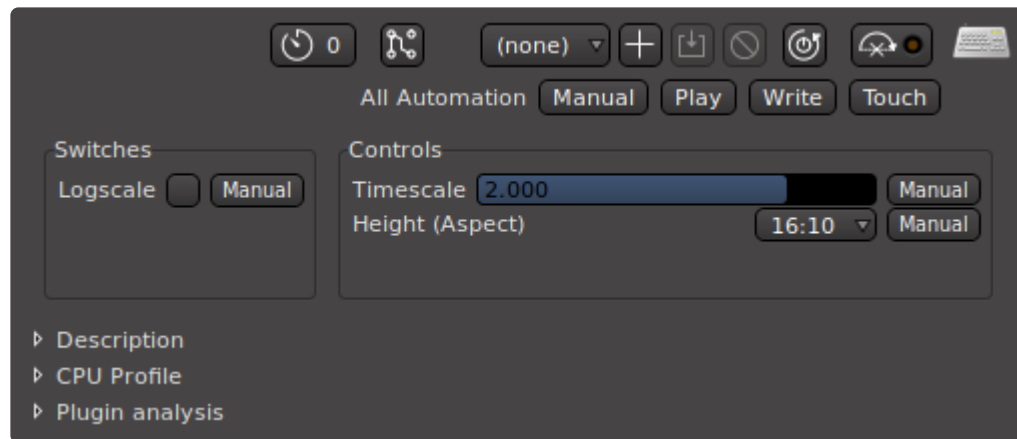 0 (none)
All Automation Manual Play Write Touch
Switches
Logscale Manual
Controls
Timescale 2.000 Manual
Height (Aspect) 16:10 Manual
Description
CPU Profile
Plugin analysis